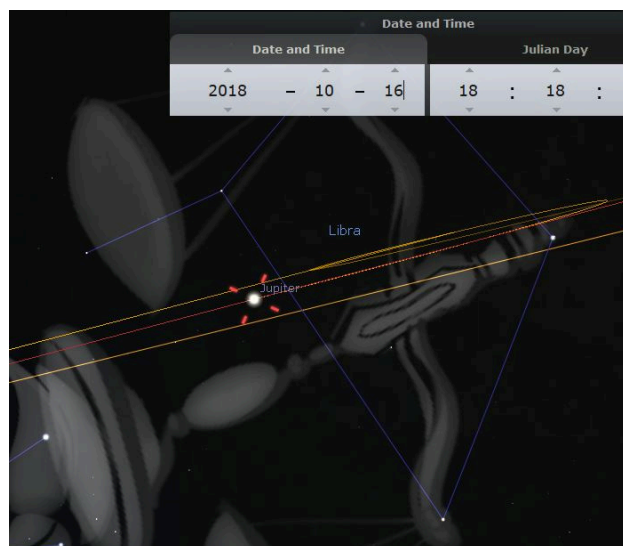 Date and Time
Date and Time Julian Day
2018 - 10 - 16 18 : 18 :
Libra
Jupiter